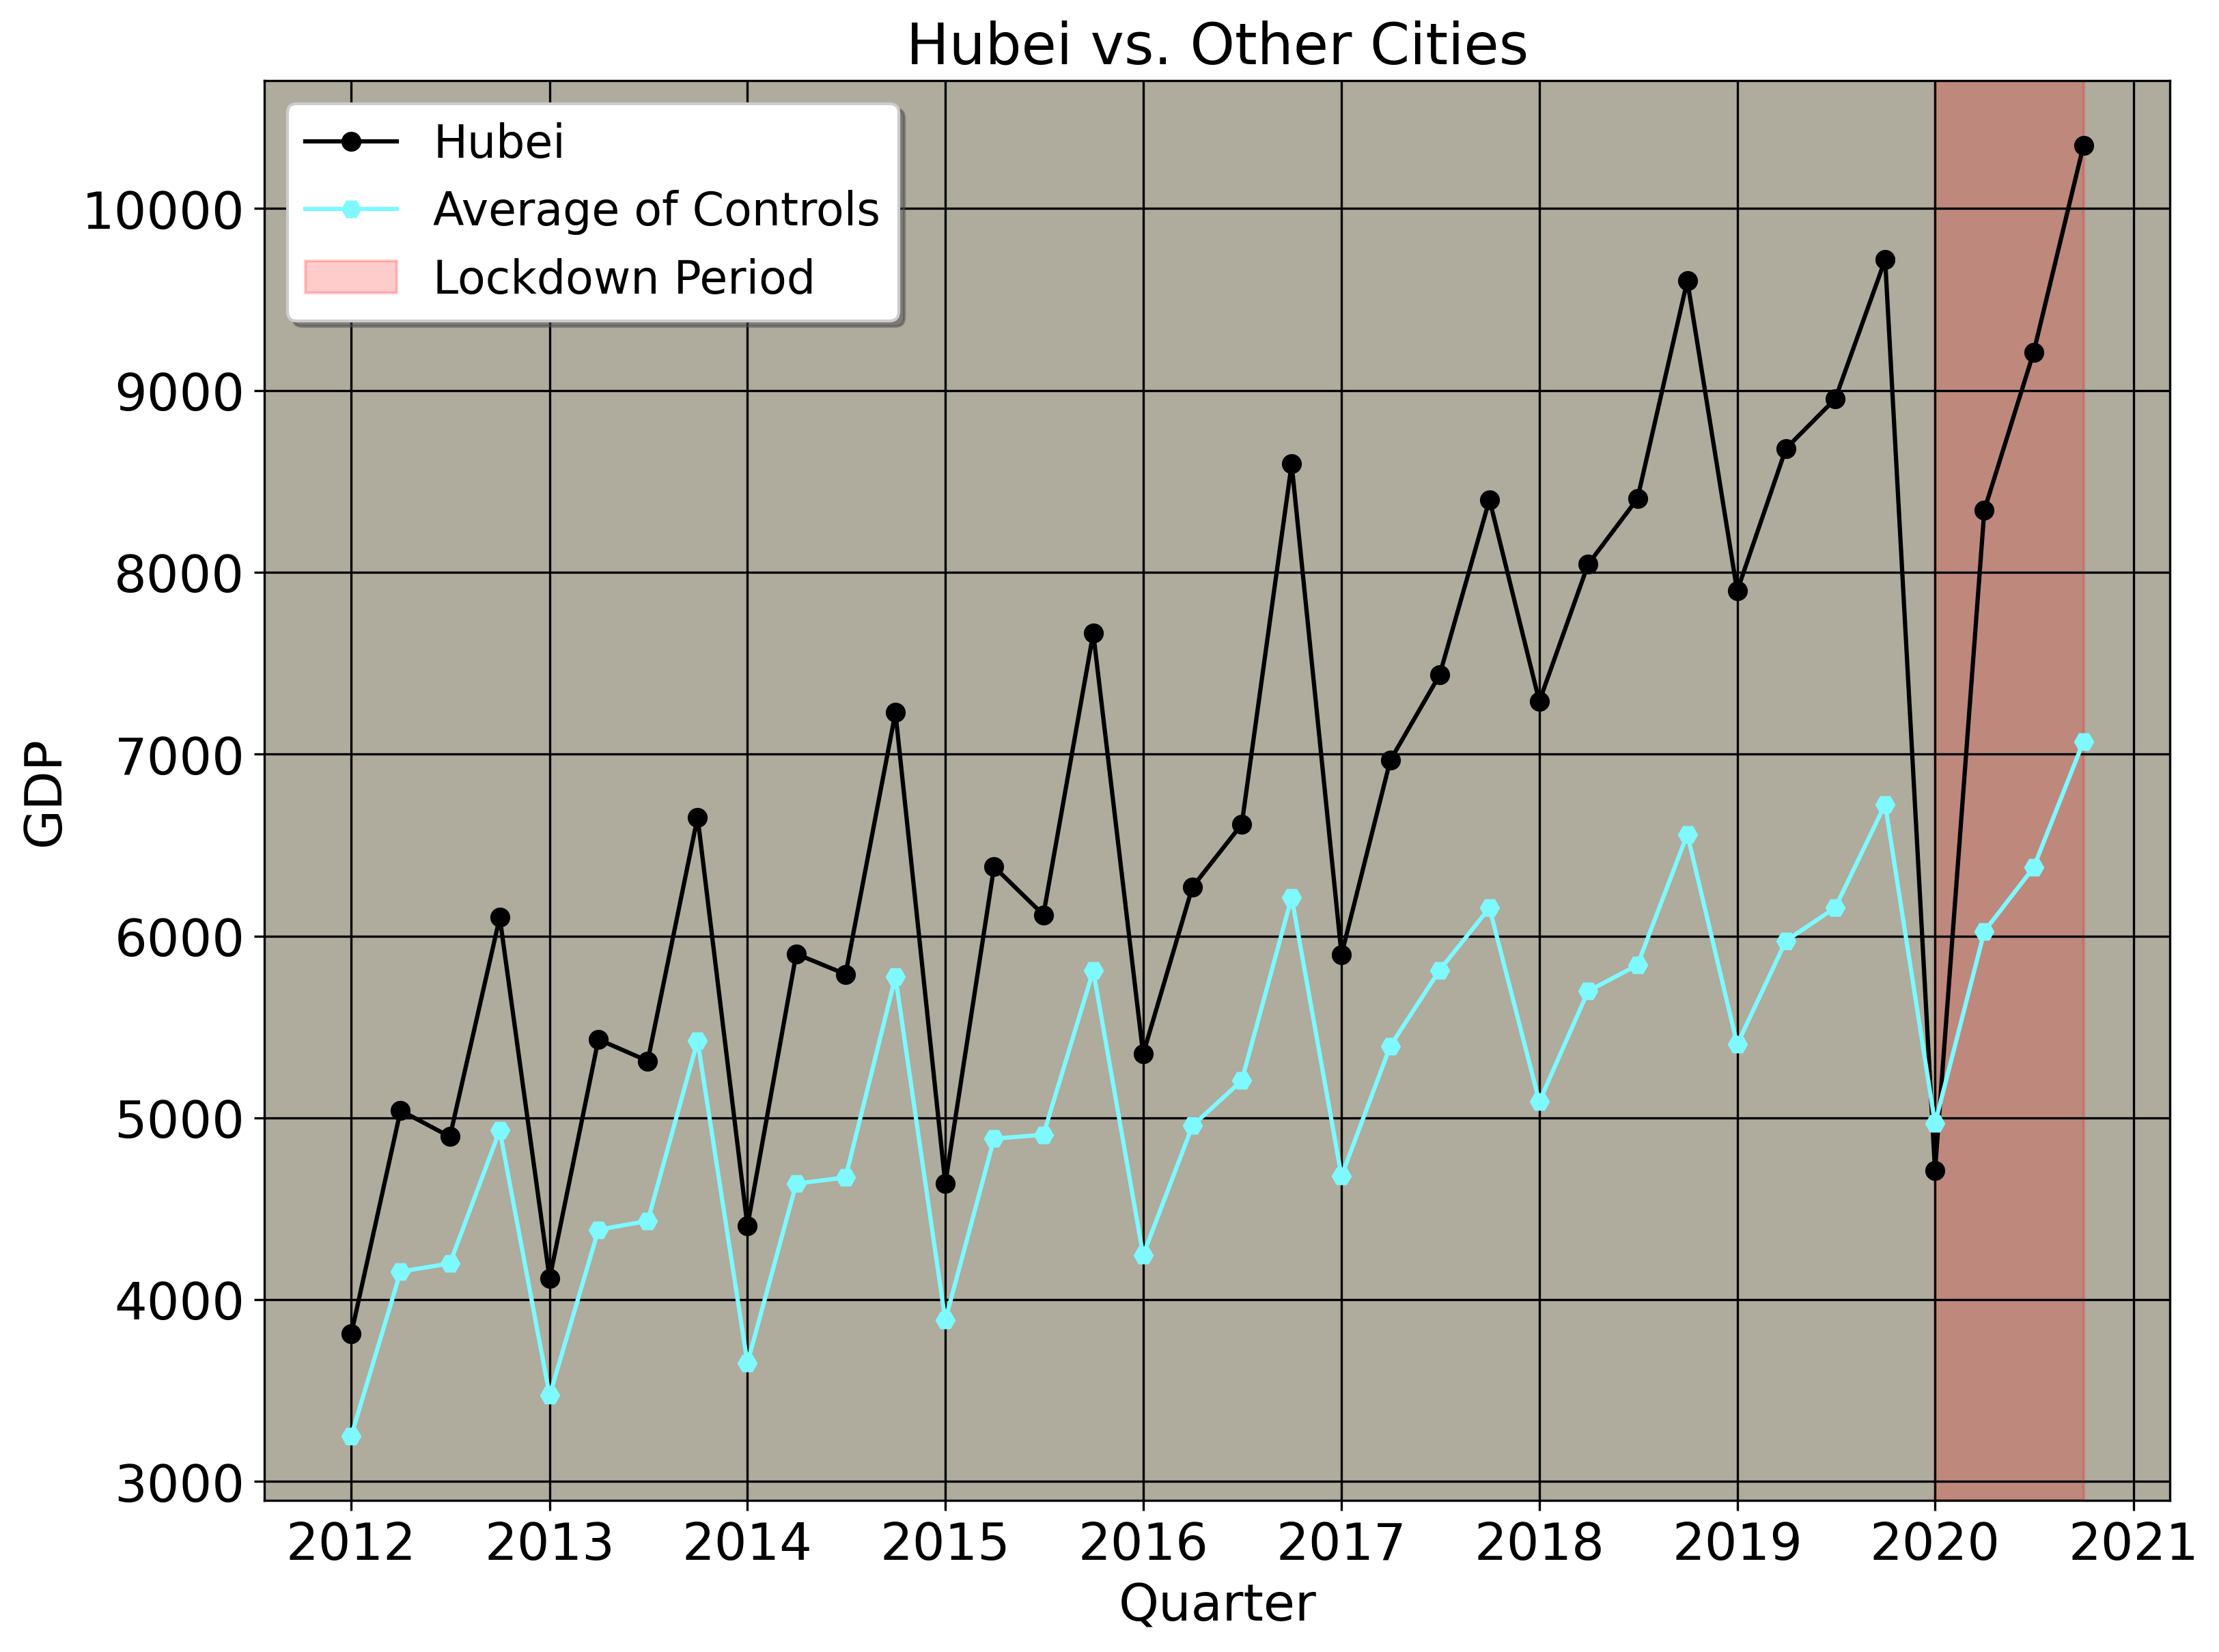 Hubei vs. Other Cities
Hubei
Average of Controls
Lockdown Period
10000
9000
8000
7000
6000
5000
4000
3000
GDP
2012 2013 2014 2015 2016 2017 2018 2019 2020 2021
Quarter